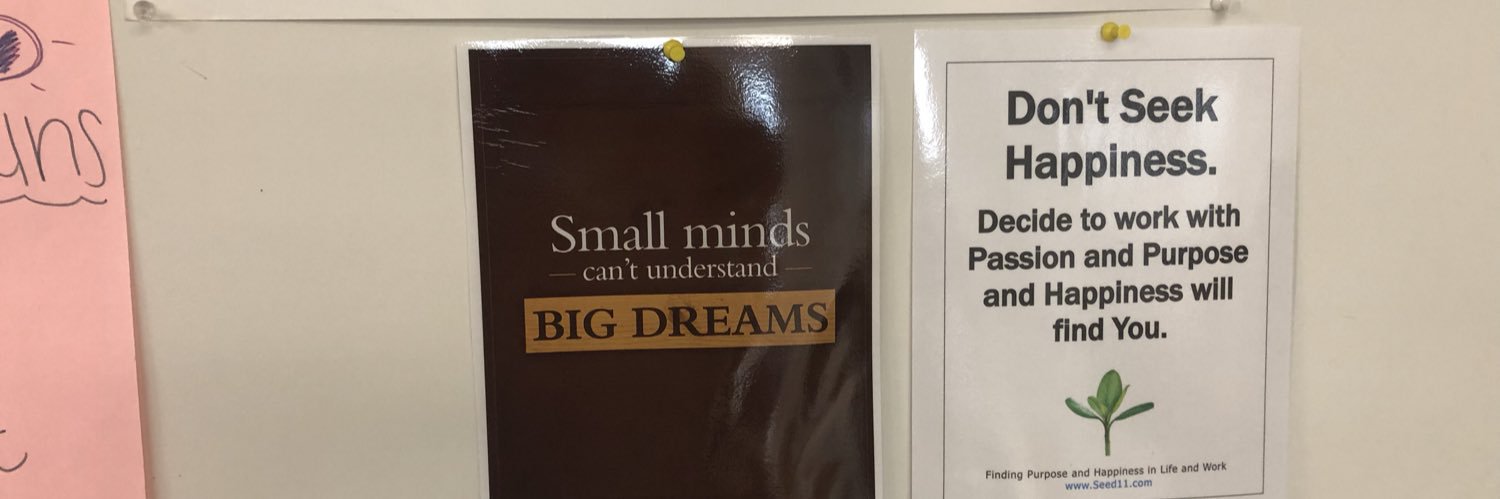 Small minds
can't understand
BIG DREAMS
Don't Seek
Happiness.
Decide to work with
Passion and Purpose
and Happiness will
find You.
Finding Purpose and Happiness in Life and Work
www.Seed11.com